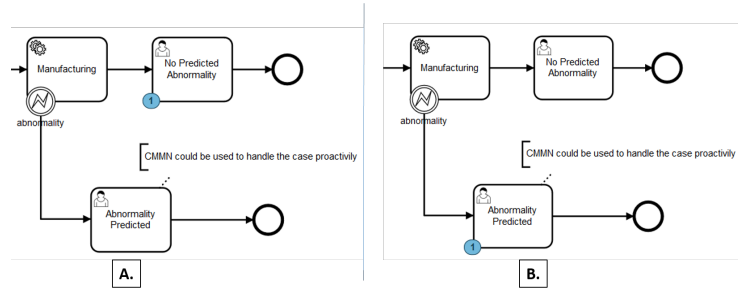 Manufacturing
No Predicted
Abnormality
1
abnormality
CMMN could be used to handle the case proactivily
Abnormality
Predicted
A.
Manufacturing
No Predicted
Abnormality
abnormality
CMMN could be used to handle the case proactivily
Abnormality
Predicted
1
B.